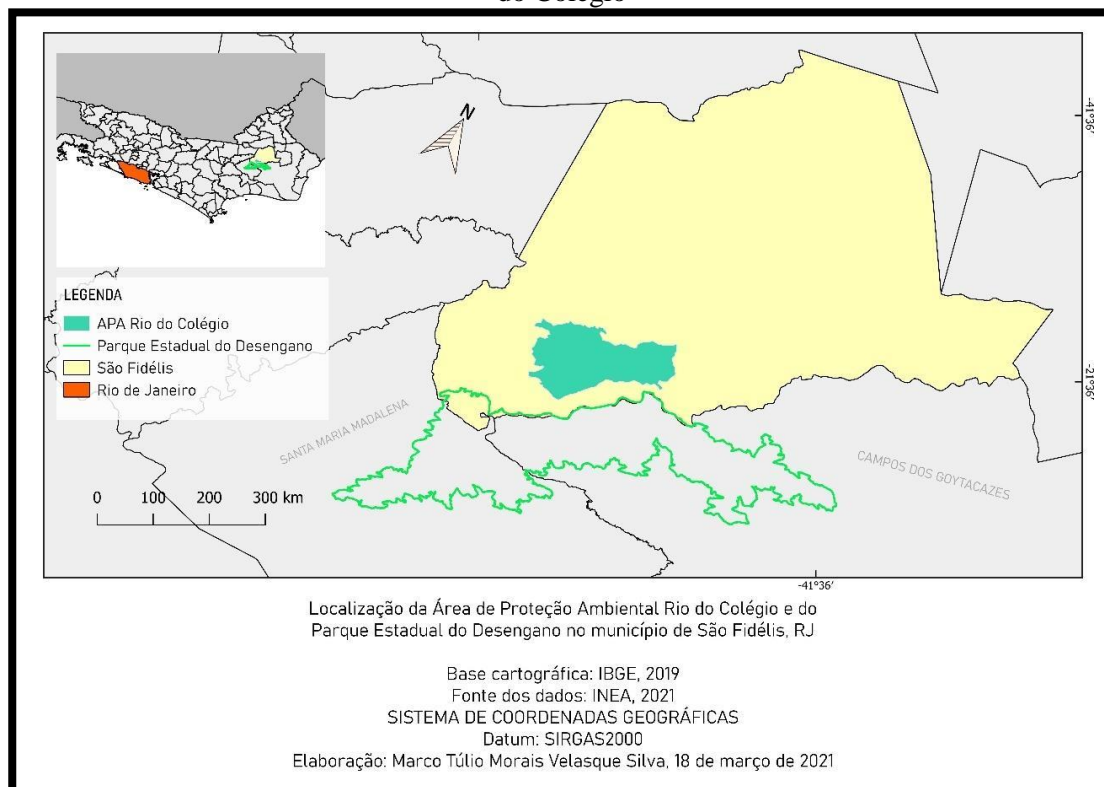 do Colégio
N
-41°36'
LEGENDA
APA Rio do Colégio
Parque Estadual do Desengano
São Fidélis
Rio de Janeiro
-21°36'
SANTA MARIA MADALENA
CAMPOS DOS GOYTACAZES
0 100 200 300 km
-41°36'
Localização da Área de Proteção Ambiental Rio do Colégio e do
Parque Estadual do Desengano no município de São Fidélis, RJ
Base cartográfica: IBGE, 2019
Fonte dos dados: INEA, 2021
SISTEMA DE COORDENADAS GEOGRÁFICAS
Datum: SIRGAS2000
Elaboração: Marco Túlio Morais Velasque Silva, 18 de março de 2021